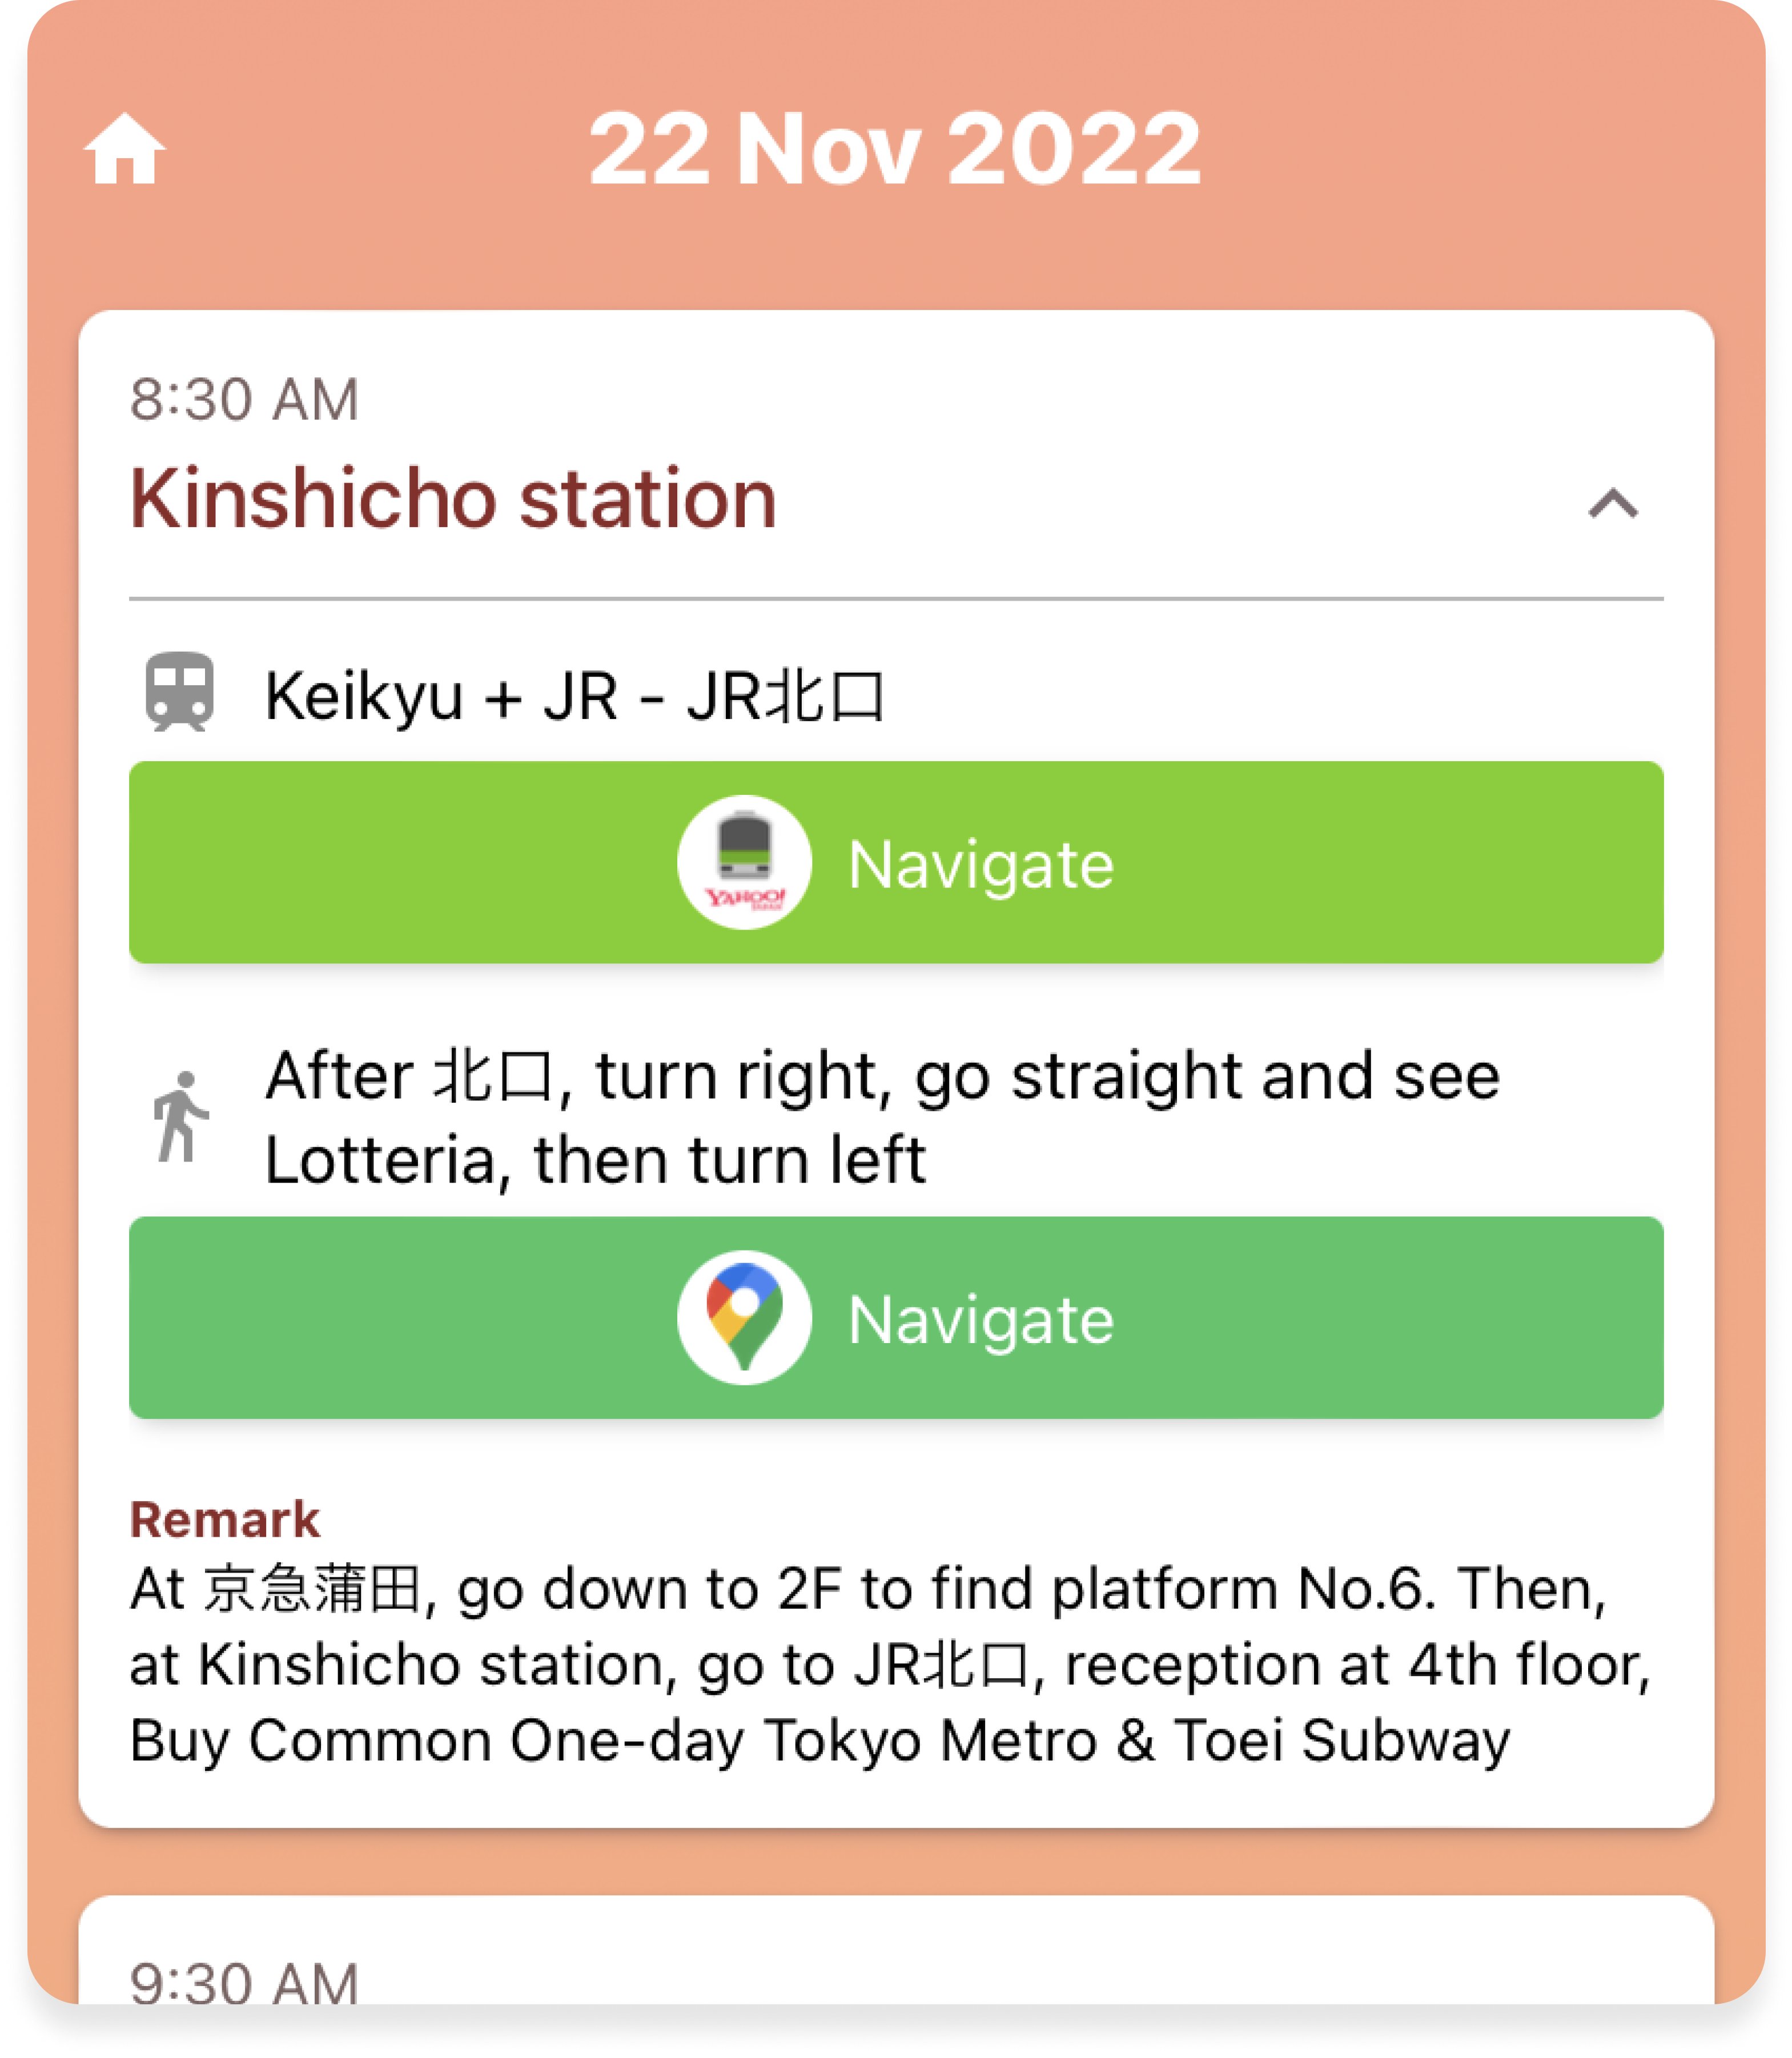 22 Nov 2022
8:30 AM
Kinshicho station
Keikyu + JR - JR北口
YAHOO!
JAPAN
Navigate
After 北口, turn right, go straight and see
Lotteria, then turn left
Navigate
Remark
At 京急蒲田, go down to 2F to find platform No.6. Then,
at Kinshicho station, go to JR北口, reception at 4th floor,
Buy Common One-day Tokyo Metro & Toei Subway
9:30 AM